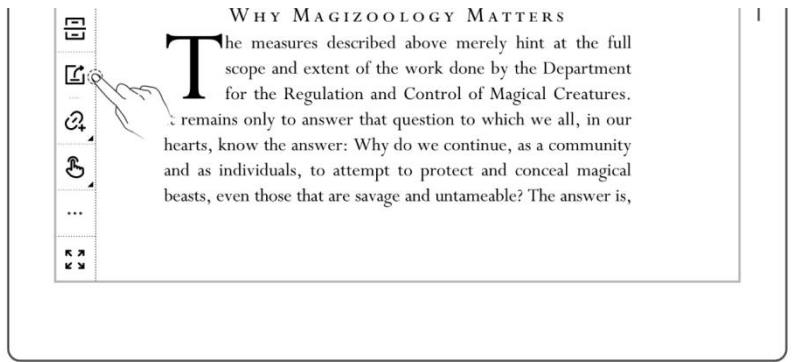 WHY MAGIZOOLOGY MATTERS
The measures described above merely hint at the full
scope and extent of the work done by the Department
for the Regulation and Control of Magical Creatures.
t remains only to answer that question to which we all, in our
hearts, know the answer: Why do we continue, as a community
and as individuals, to attempt to protect and conceal magical
beasts, even those that are savage and untameable? The answer is,